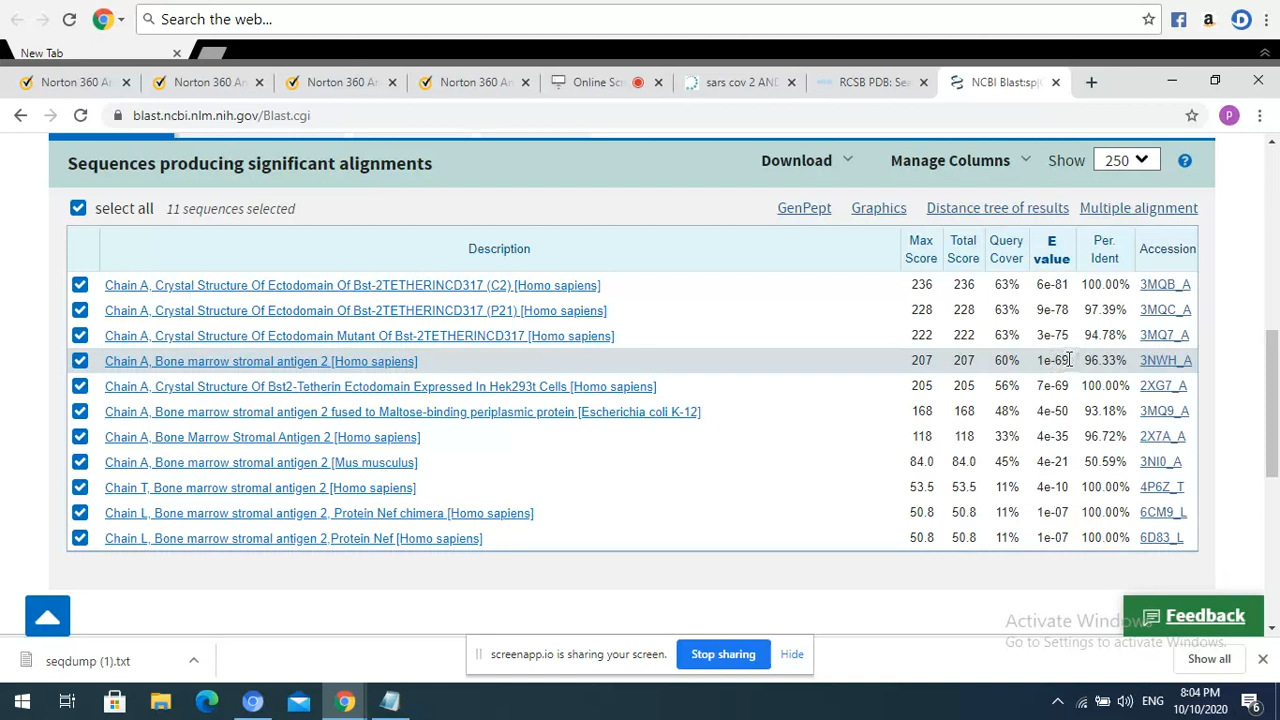 Search the web...
New Tab
Norton 360 An
Norton 360 An
Norton 360 An
Norton 360 An
Online Scr
sars cov 2 AND
RCSB PDB: Sea
NCBI Blast:sp|
blast.ncbi.nlm.nih.gov/Blast.cgi
P
Sequences producing significant alignments
Download
Manage Columns
Show
250
select all
11 sequences selected
GenPept
Graphics
Distance tree of results
Multiple alignment
Description
Max Score
Total Score
Query Cover
E value
Per. Ident
Accession
Chain A, Crystal Structure Of Ectodomain Of Bst-2TETHERINCD317 (C2) [Homo sapiens] 236 236 63% 6e-81 100.00% 3MQB_A
Chain A, Crystal Structure Of Ectodomain Of Bst-2TETHERINCD317 (P21) [Homo sapiens] 228 228 63% 9e-78 97.39% 3MQC_A
Chain A, Crystal Structure Of Ectodomain Mutant Of Bst-2TETHERINCD317 [Homo sapiens] 222 222 63% 3e-75 94.78% 3MQ7_A
Chain A, Bone marrow stromal antigen 2 [Homo sapiens] 207 207 60% 1e-69 96.33% 3NWH_A
Chain A, Crystal Structure Of Bst2-Tetherin Ectodomain Expressed In Hek293t Cells [Homo sapiens] 205 205 56% 7e-69 100.00% 2XG7_A
Chain A, Bone marrow stromal antigen 2 fused to Maltose-binding periplasmic protein [Escherichia coli K-12] 168 168 48% 4e-50 93.18% 3MQ9_A
Chain A, Bone Marrow Stromal Antigen 2 [Homo sapiens] 118 118 33% 4e-35 96.72% 2X7A_A
Chain A, Bone marrow stromal antigen 2 [Mus musculus] 84.0 84.0 45% 4e-21 50.59% 3NI0_A
Chain T, Bone marrow stromal antigen 2 [Homo sapiens] 53.5 53.5 11% 4e-10 100.00% 4P6Z_T
Chain L, Bone marrow stromal antigen 2, Protein Nef chimera [Homo sapiens] 50.8 50.8 11% 1e-07 100.00% 6CM9_L
Chain L, Bone marrow stromal antigen 2,Protein Nef [Homo sapiens] 50.8 50.8 11% 1e-07 100.00% 6D83_L
Feedback
Activate Windows
Go to Settings to activate Windows.
seqdump (1).txt
screenapp.io is sharing your screen.
Stop sharing
Hide
Show all
ENG
8:04 PM
10/10/2020
6